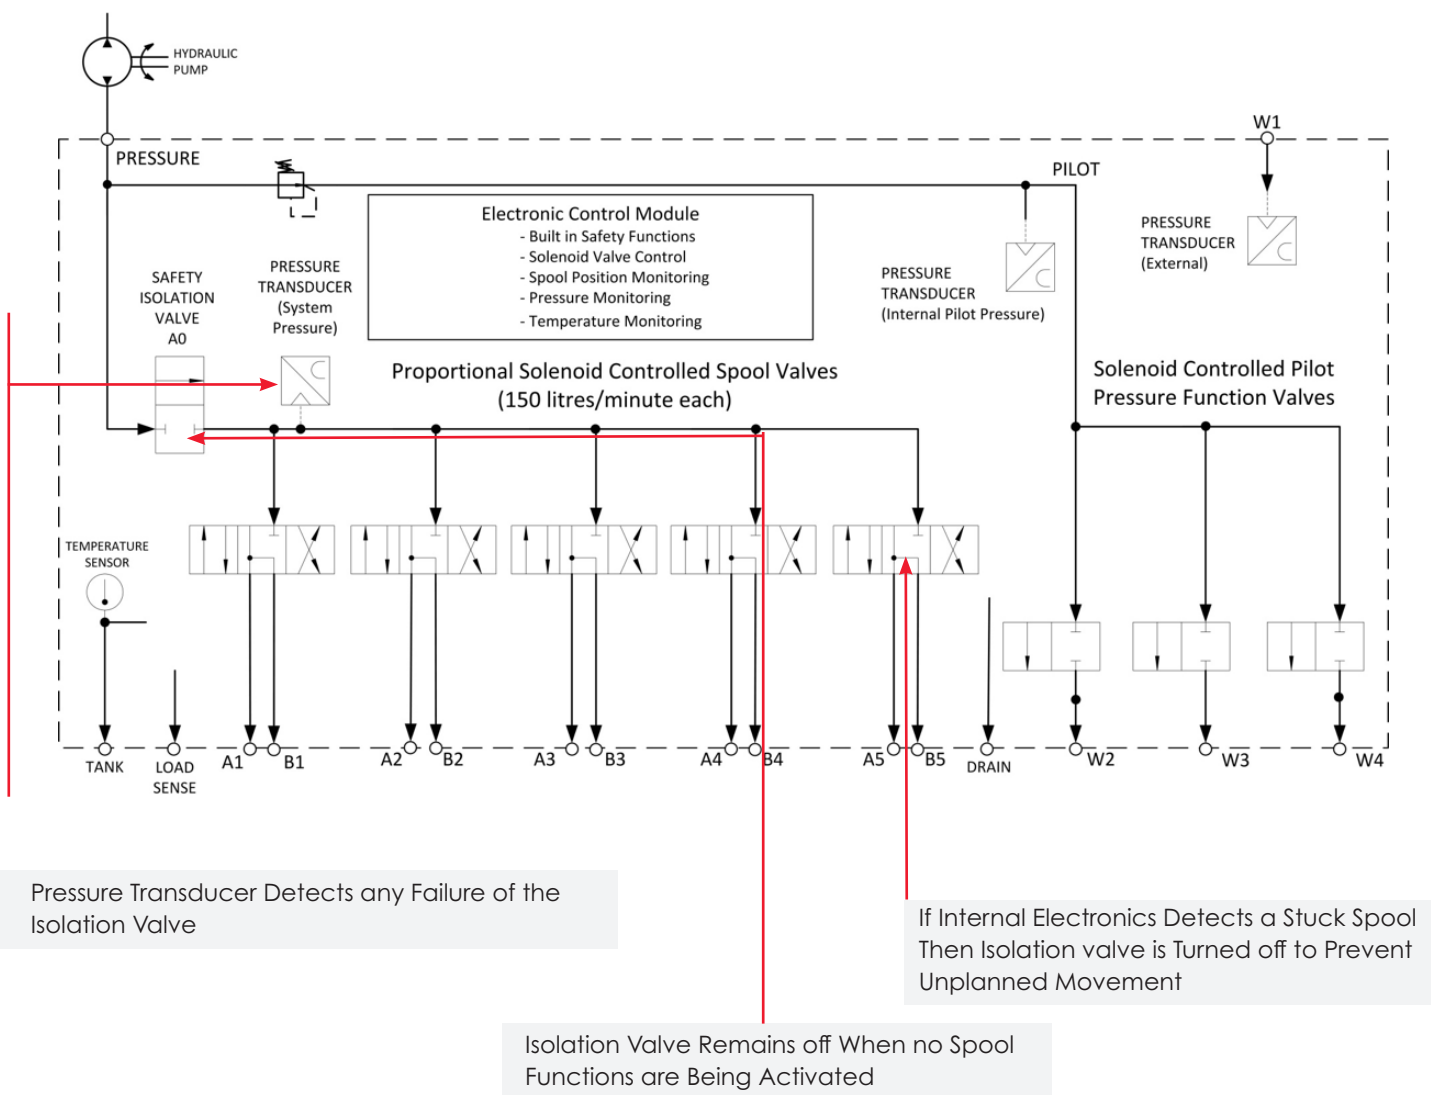 HYDRAULIC
PUMP
W1
PRESSURE
PILOT
Electronic Control Module
- Built in Safety Functions
- Solenoid Valve Control
- Spool Position Monitoring
- Pressure Monitoring
- Temperature Monitoring
PRESSURE
TRANSDUCER
(External)
SAFETY
ISOLATION
VALVE
A0
PRESSURE
TRANSDUCER
(System
Pressure)
PRESSURE
TRANSDUCER
(Internal Pilot Pressure)
Proportional Solenoid Controlled Spool Valves
(150 litres/minute each)
Solenoid Controlled Pilot
Pressure Function Valves
TEMPERATURE
SENSOR
TANK
LOAD
SENSE
A1
B1
A2
B2
A3
B3
A4
B4
A5
B5
DRAIN
W2
W3
W4
Pressure Transducer Detects any Failure of the
Isolation Valve
If Internal Electronics Detects a Stuck Spool
Then Isolation valve is Turned off to Prevent
Unplanned Movement
Isolation Valve Remains off When no Spool
Functions are Being Activated